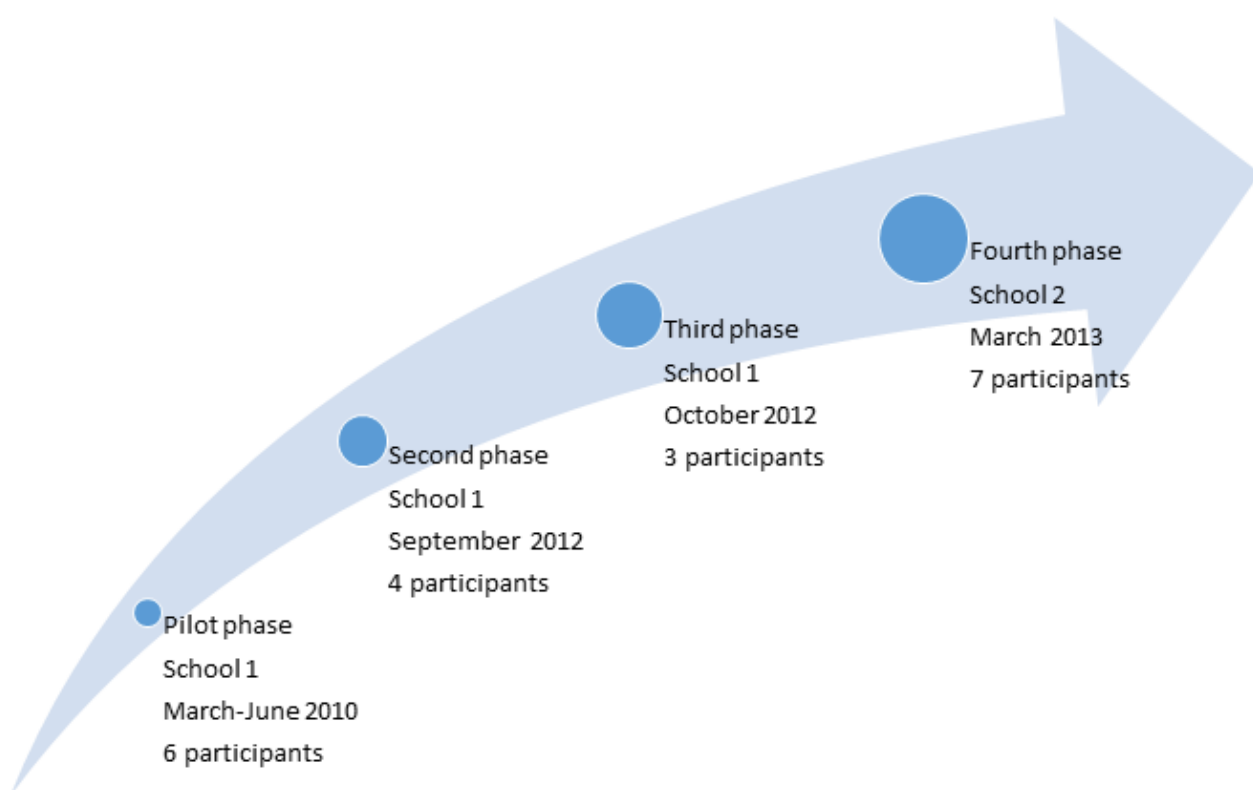 Pilot phase
School 1
March-June 2010
6 participants
Second phase
School 1
September 2012
4 participants
Third phase
School 1
October 2012
3 participants
Fourth phase
School 2
March 2013
7 participants